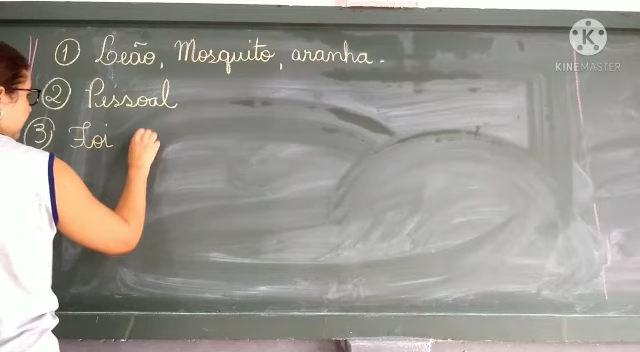 ① Leão, Mosquito, aranha.
② Pessoal
③ Foi
KINEMASTER